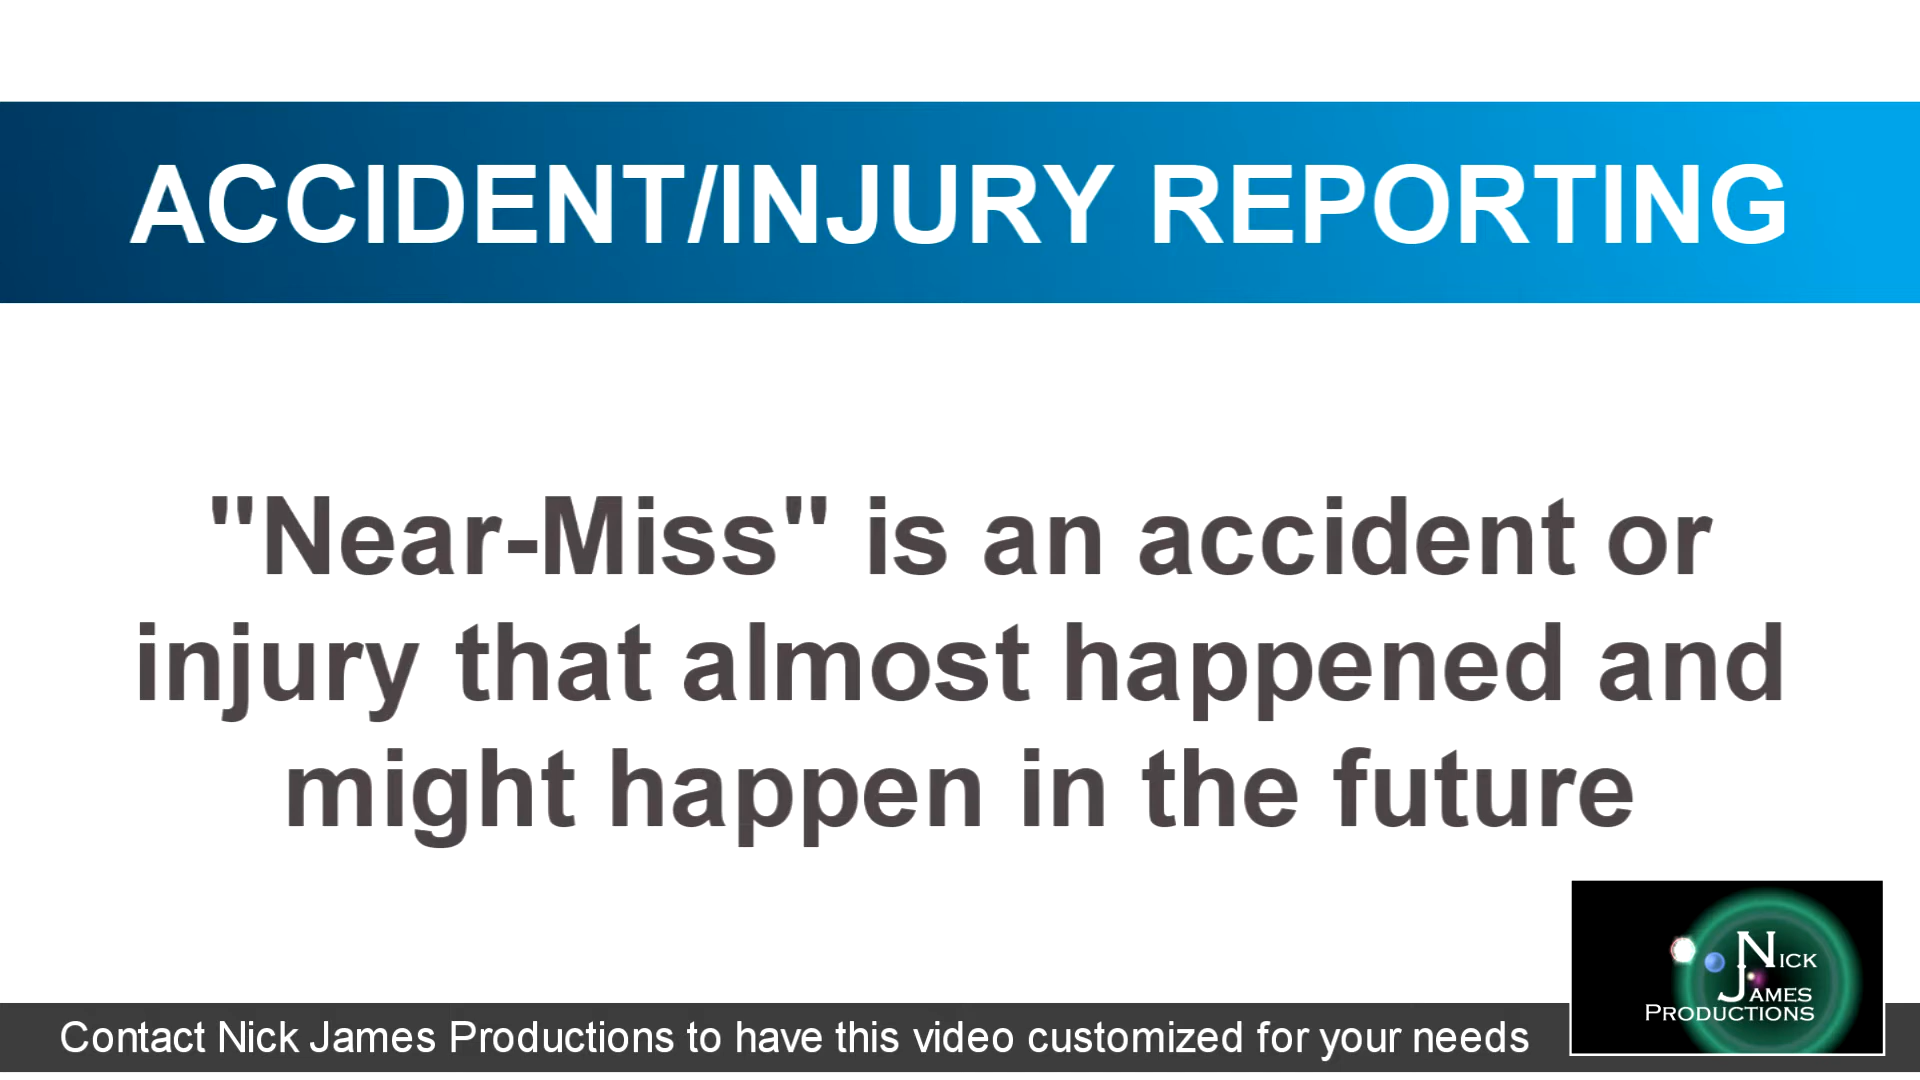 ACCIDENT/INJURY REPORTING
"Near-Miss" is an accident or
injury that almost happened and
might happen in the future
NICK
JAMES
PRODUCTIONS
Contact Nick James Productions to have this video customized for your needs